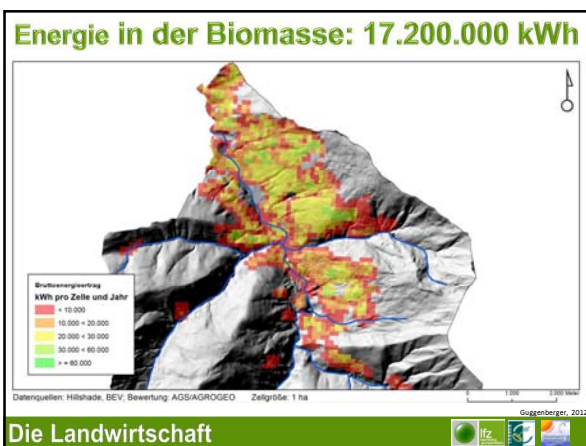 Energie in der Biomasse: 17.200.000 kWh
Bruttoenergieertrag
kWh pro Zelle und Jahr
< 10.000
10,000 < 20.000
20.000 < 30.000
30.000 < 60.000
> = 60.000
Datenquellen: Hillshade, BEV; Bewertung: AGS/AGROGEO Zellgröße: 1 ha
0 1.000 2.000 Meter
Guggenberger, 2012
Die Landwirtschaft
lfz